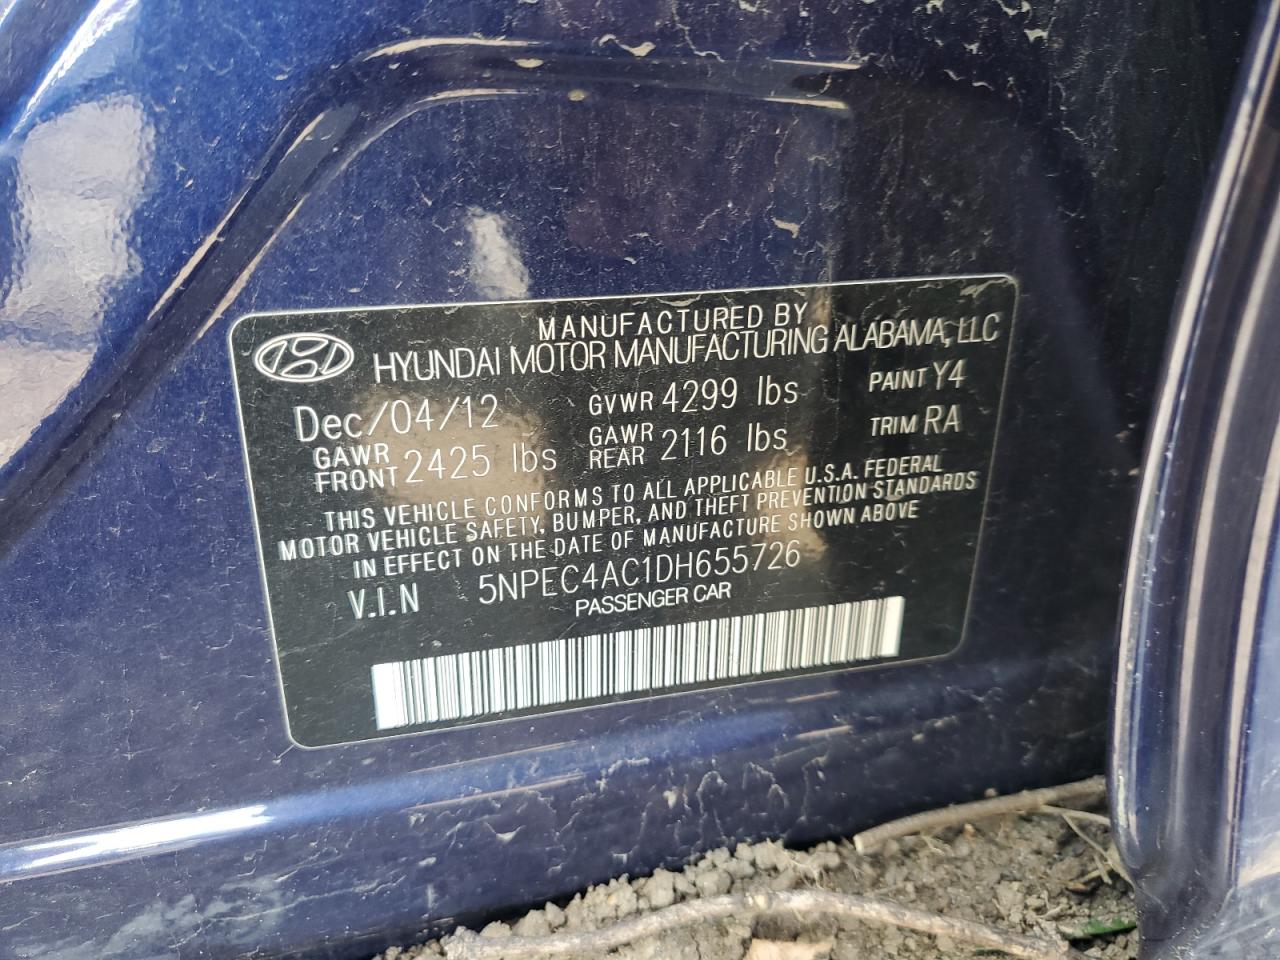 MANUFACTURED BY
HYUNDAI MOTOR MANUFACTURING ALABAMA, LLC
Dec/04/12 GVWR 4299 lbs PAINT Y4
GAWR FRONT 2425 lbs GAWR REAR 2116 lbs TRIM RA
THIS VEHICLE CONFORMS TO ALL APPLICABLE U.S.A. FEDERAL
MOTOR VEHICLE SAFETY, BUMPER, AND THEFT PREVENTION STANDARDS
IN EFFECT ON THE DATE OF MANUFACTURE SHOWN ABOVE
V.I.N 5NPEC4AC1DH655726
PASSENGER CAR